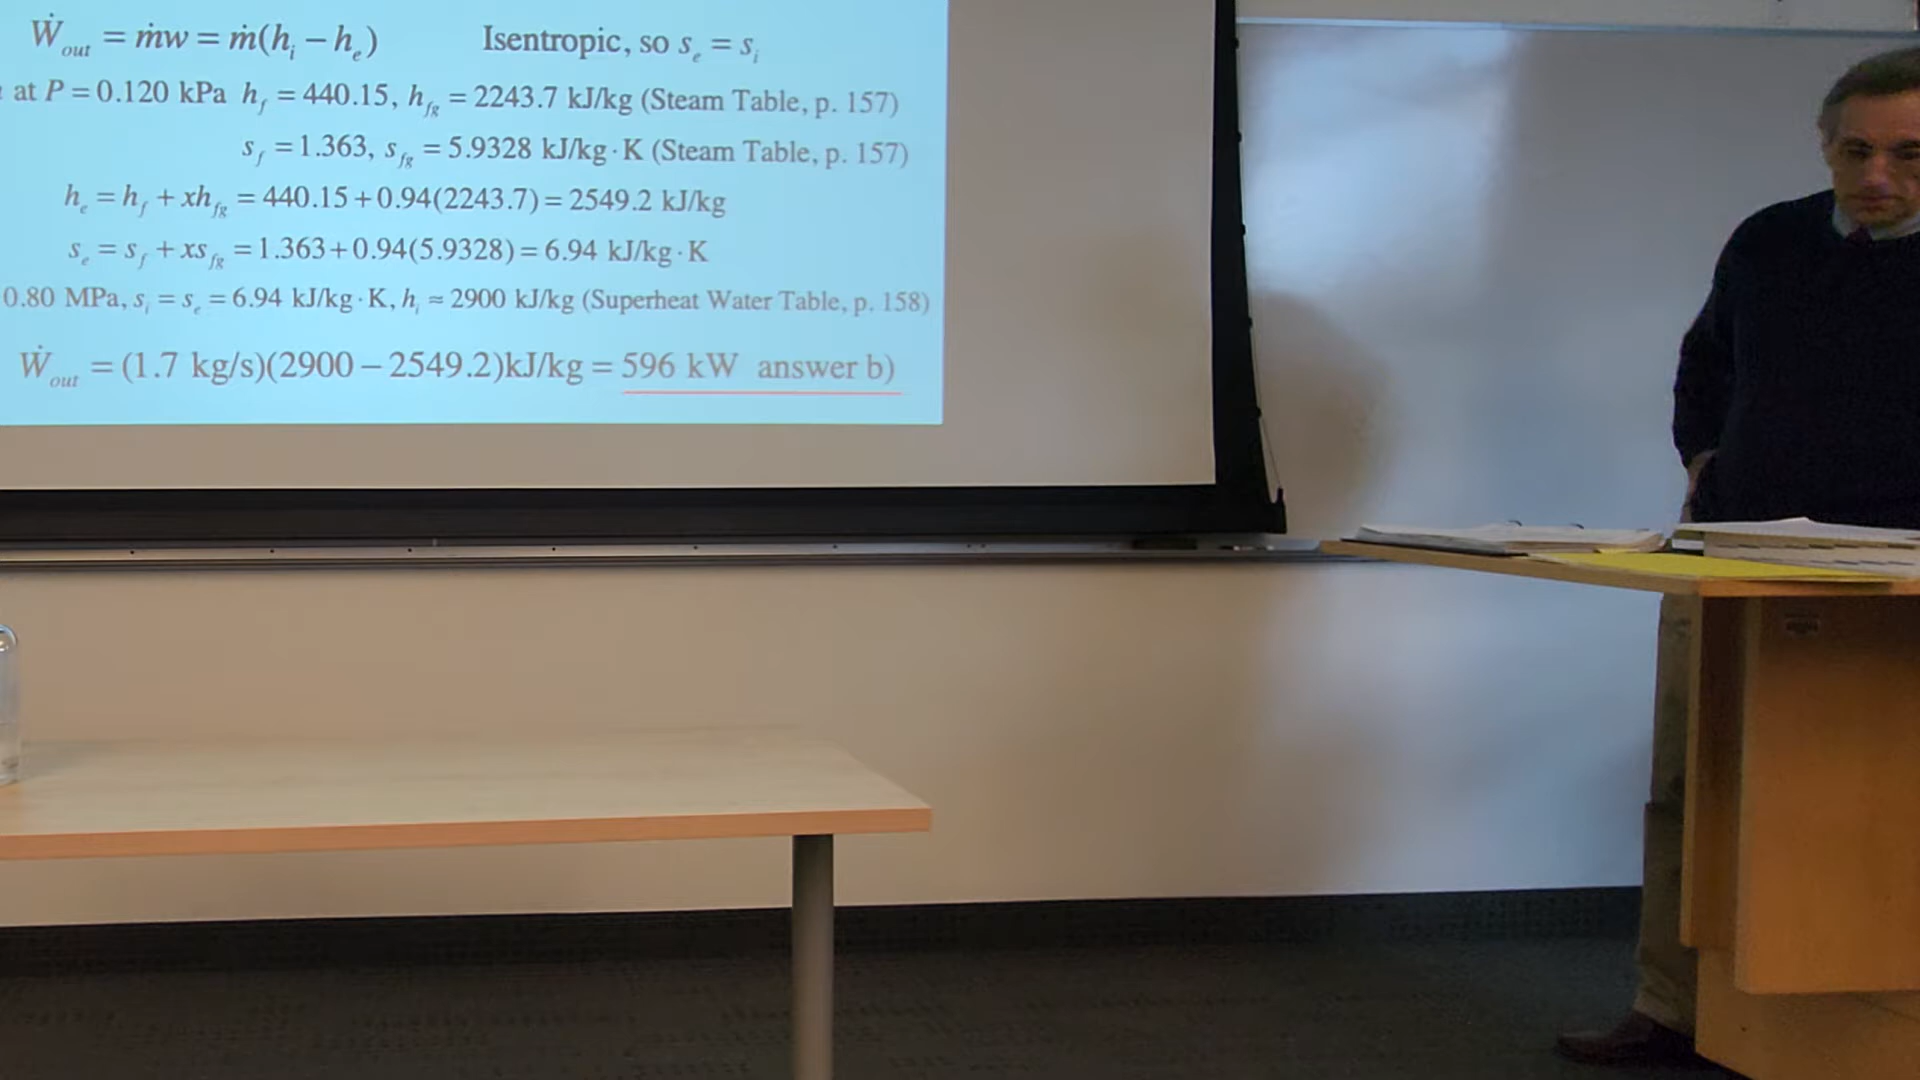 Ẇout = ṁw = ṁ(hi − he) Isentropic, so se = si
at P = 0.120 kPa hf = 440.15, hfg = 2243.7 kJ/kg (Steam Table, p. 157)
sf = 1.363, sfg = 5.9328 kJ/kg · K (Steam Table, p. 157)
he = hf + xhfg = 440.15 + 0.94(2243.7) = 2549.2 kJ/kg
se = sf + xsfg = 1.363 + 0.94(5.9328) = 6.94 kJ/kg · K
0.80 MPa, si = se = 6.94 kJ/kg · K, hi ≈ 2900 kJ/kg (Superheat Water Table, p. 158)
Ẇout = (1.7 kg/s)(2900 − 2549.2)kJ/kg = 596 kW answer b)